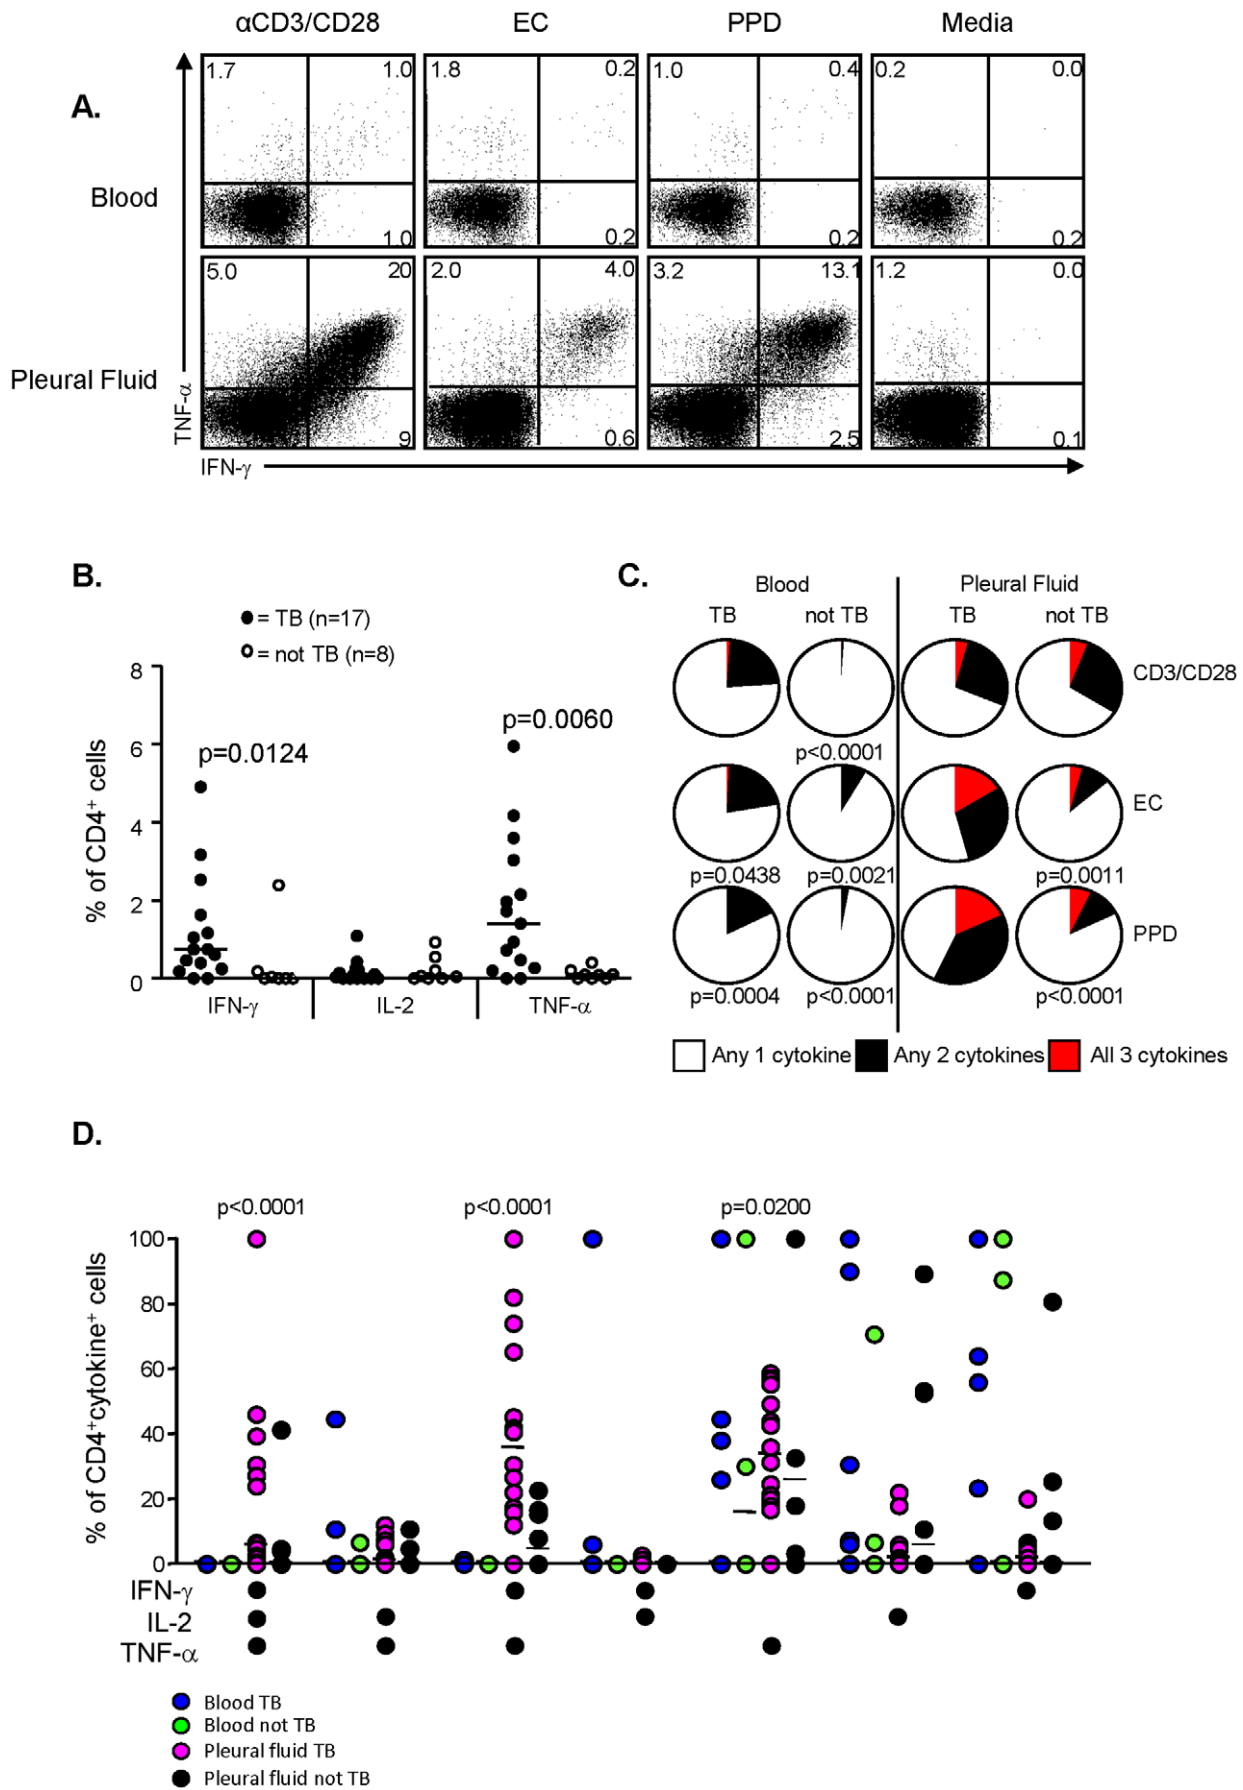 αCD3/CD28 EC PPD Media
A.
1.7 1.0 1.8 0.2 1.0 0.4 0.2 0.0
Blood
1.0 0.2 0.2 0.2
5.0 20 2.0 4.0 3.2 13.1 1.2 0.0
Pleural Fluid
TNF-α
9 0.6 2.5 0.1
IFN-γ
B.
● = TB (n=17)
o = not TB (n=8)
% of CD4⁺ cells
8
6
4
2
0
p=0.0124
p=0.0060
IFN-γ IL-2 TNF-α
C.
Blood Pleural Fluid
TB not TB TB not TB
CD3/CD28
p<0.0001
EC
p=0.0438 p=0.0021 p=0.0011
PPD
p=0.0004 p<0.0001 p<0.0001
Any 1 cytokine Any 2 cytokines All 3 cytokines
D.
p<0.0001 p<0.0001 p=0.0200
% of CD4⁺cytokine⁺ cells
100
80
60
40
20
0
IFN-γ
IL-2
TNF-α
Blood TB
Blood not TB
Pleural fluid TB
Pleural fluid not TB